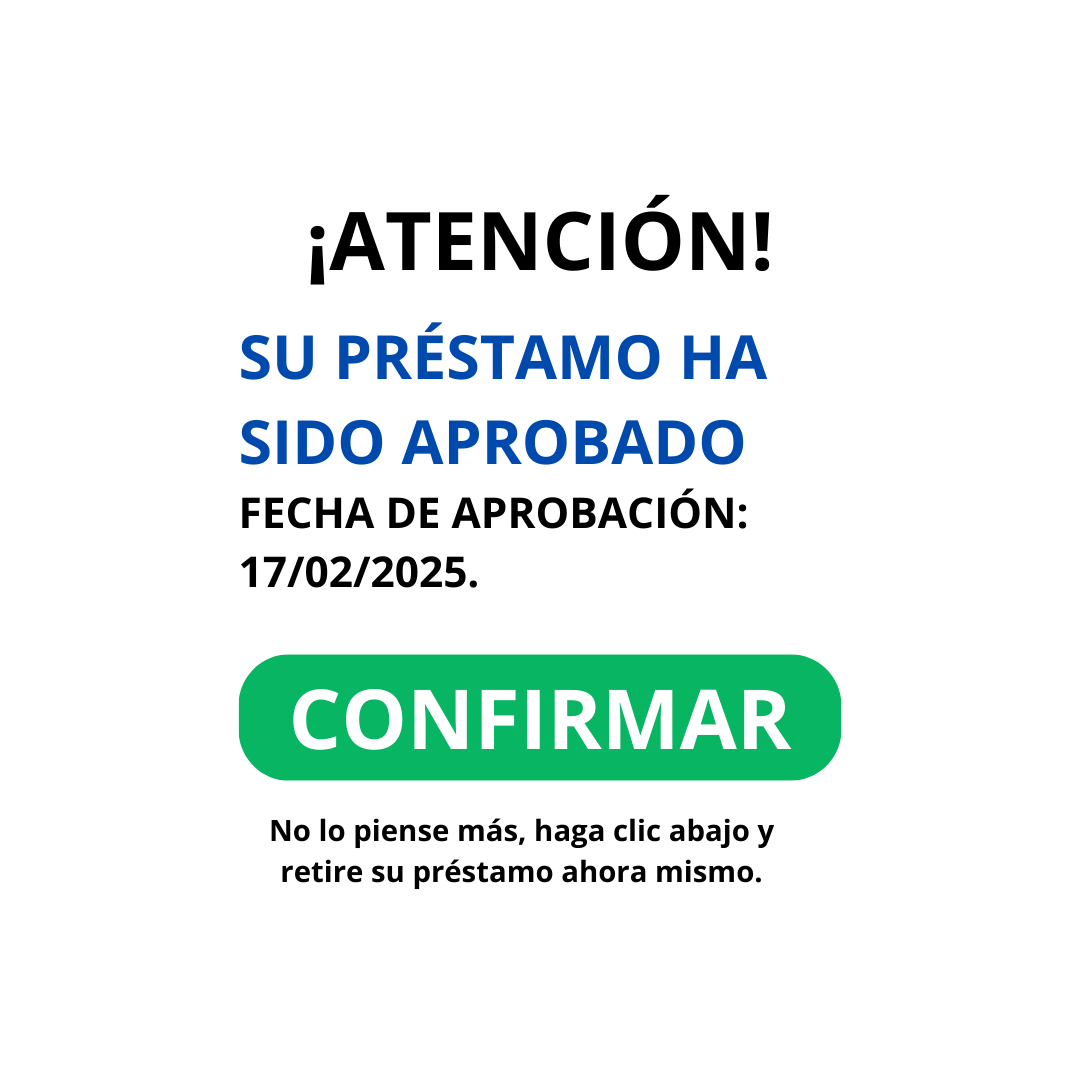 ¡ATENCIÓN!
SU PRÉSTAMO HA
SIDO APROBADO
FECHA DE APROBACIÓN:
17/02/2025.
CONFIRMAR
No lo piense más, haga clic abajo y
retire su préstamo ahora mismo.